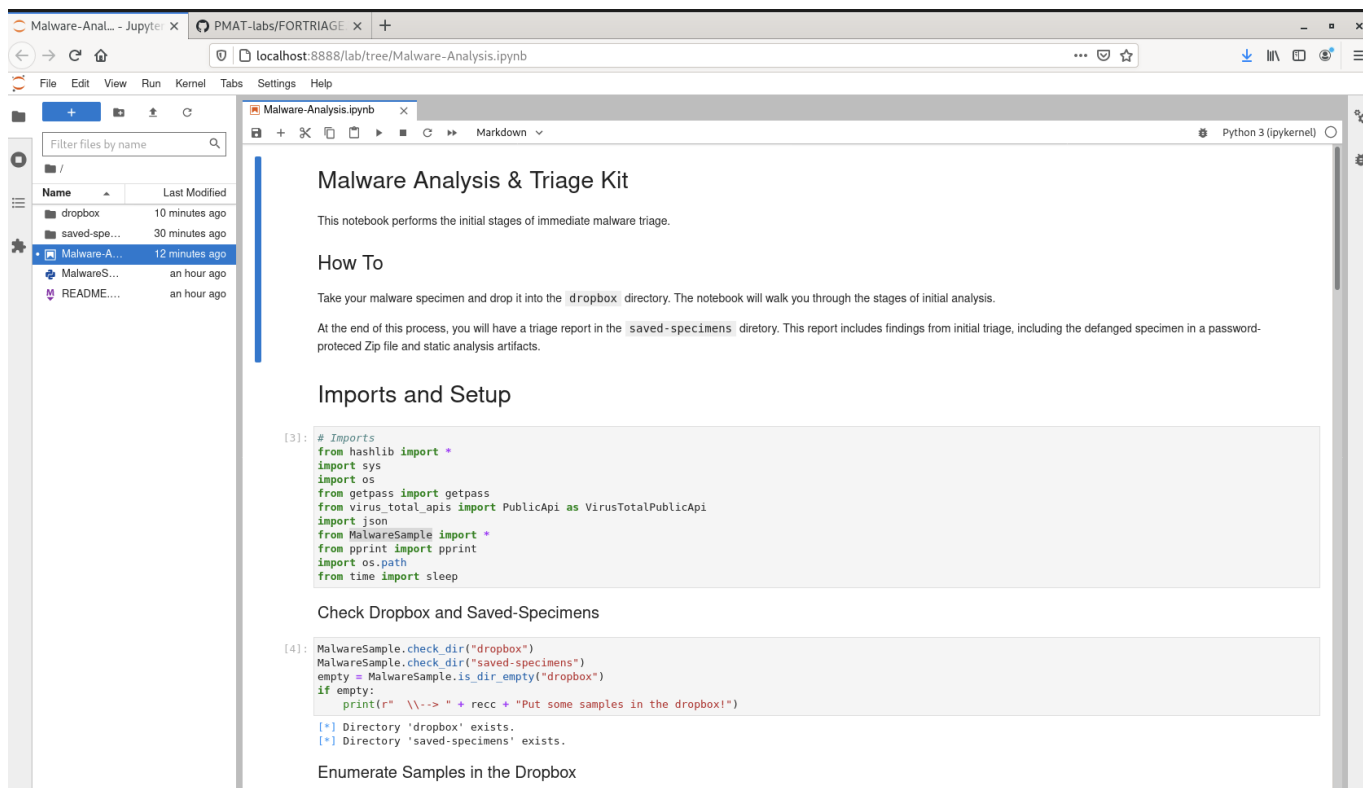 Malware-Anal... - Jupyter
PMAT-labs/FORTRIAGE.
localhost:8888/lab/tree/Malware-Analysis.ipynb
File Edit View Run Kernel Tabs Settings Help
Filter files by name
/
Name Last Modified
dropbox 10 minutes ago
saved-spe... 30 minutes ago
Malware-A... 12 minutes ago
MalwareS... an hour ago
README.... an hour ago
Malware-Analysis.ipynb
Markdown
Python 3 (ipykernel)
Malware Analysis & Triage Kit
This notebook performs the initial stages of immediate malware triage.
How To
Take your malware specimen and drop it into the dropbox directory. The notebook will walk you through the stages of initial analysis.
At the end of this process, you will have a triage report in the saved-specimens diretory. This report includes findings from initial triage, including the defanged specimen in a password-
proteced Zip file and static analysis artifacts.
Imports and Setup
[3]: # Imports
from hashlib import *
import sys
import os
from getpass import getpass
from virus_total_apis import PublicApi as VirusTotalPublicApi
import json
from MalwareSample import *
from pprint import pprint
import os.path
from time import sleep
Check Dropbox and Saved-Specimens
[4]: MalwareSample.check_dir("dropbox")
MalwareSample.check_dir("saved-specimens")
empty = MalwareSample.is_dir_empty("dropbox")
if empty:
    print(r"  \\--> " + recc + "Put some samples in the dropbox!")
[*] Directory 'dropbox' exists.
[*] Directory 'saved-specimens' exists.
Enumerate Samples in the Dropbox